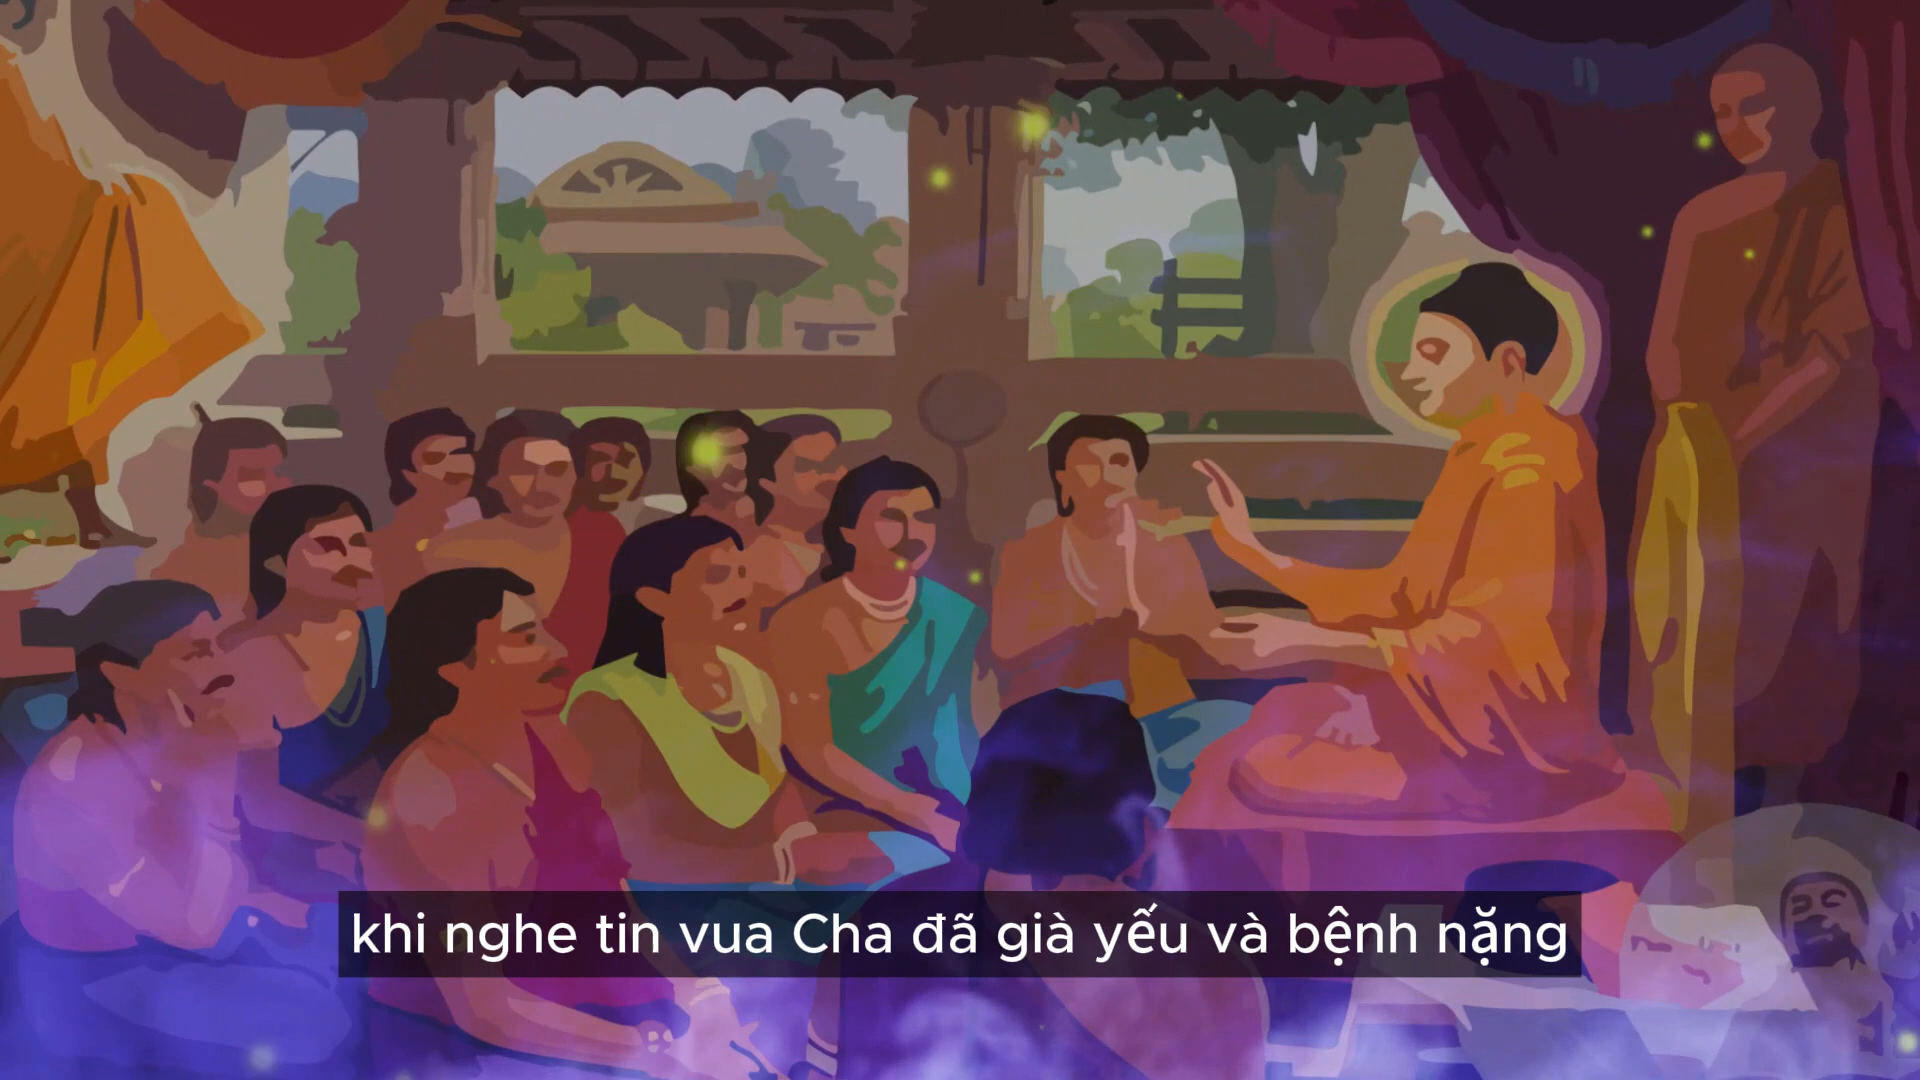 khi nghe tin vua Cha đã già yếu và bệnh nặng